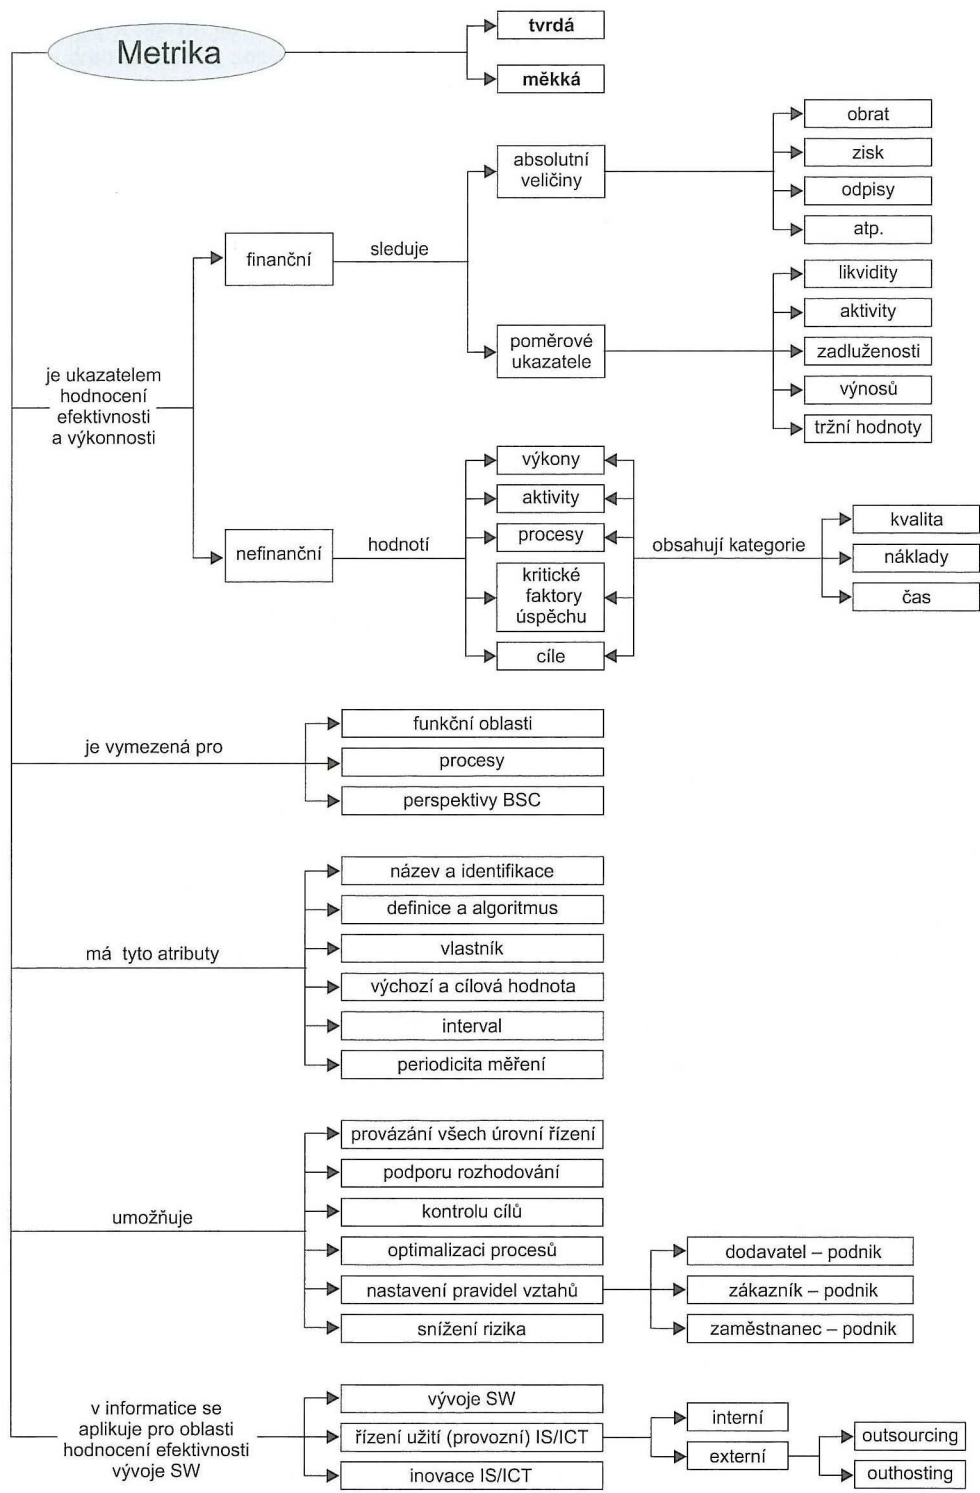 Metrika
tvrdá
měkká
je ukazatelem
hodnocení
efektivnosti
a výkonnosti
finanční
sleduje
absolutní
veličiny
obrat
zisk
odpisy
atp.
poměrové
ukazatele
likvidity
aktivity
zadluženosti
výnosů
tržní hodnoty
nefinanční
hodnotí
výkony
aktivity
procesy
kritické
faktory
úspěchu
cíle
obsahují kategorie
kvalita
náklady
čas
je vymezená pro
funkční oblasti
procesy
perspektivy BSC
má tyto atributy
název a identifikace
definice a algoritmus
vlastník
výchozí a cílová hodnota
interval
periodicita měření
umožňuje
provázání všech úrovní řízení
podporu rozhodování
kontrolu cílů
optimalizaci procesů
nastavení pravidel vztahů
dodavatel – podnik
zákazník – podnik
zaměstnanec – podnik
snížení rizika
v informatice se
aplikuje pro oblasti
hodnocení efektivnosti
vývoje SW
vývoje SW
řízení užití (provozní) IS/ICT
interní
externí
outsourcing
outhosting
inovace IS/ICT